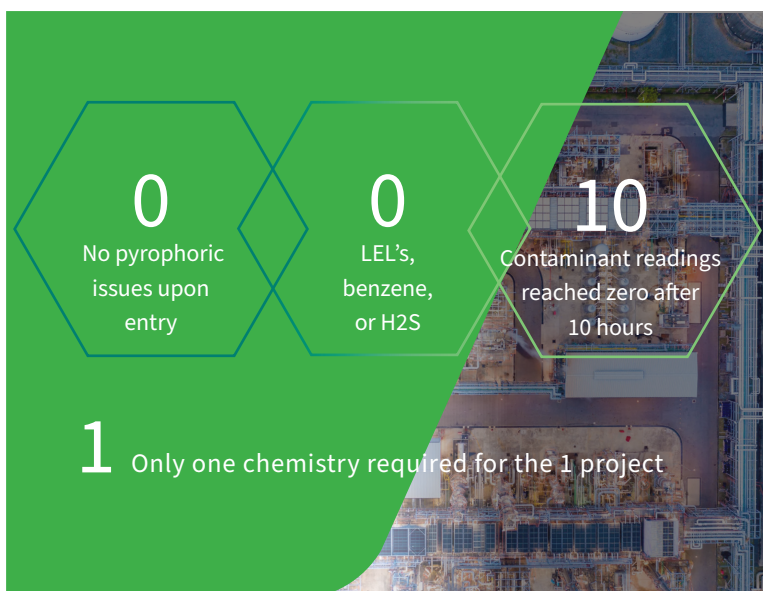 0
No pyrophoric
issues upon
entry
0
LEL’s,
benzene,
or H2S
10
Contaminant readings
reached zero after
10 hours
1 Only one chemistry required for the 1 project